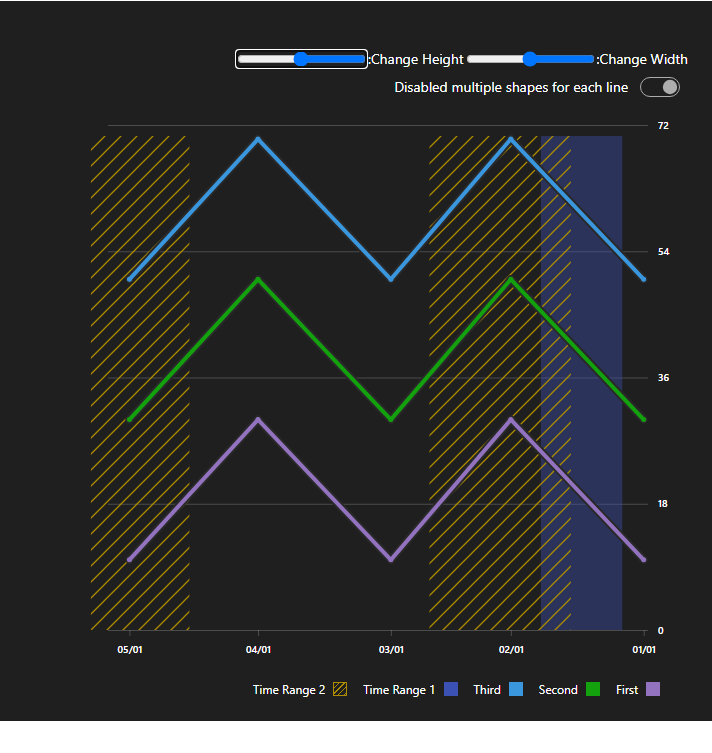 :Change Height :Change Width
Disabled multiple shapes for each line
72
54
36
18
0
05/01 04/01 03/01 02/01 01/01
Time Range 2 Time Range 1 Third Second First